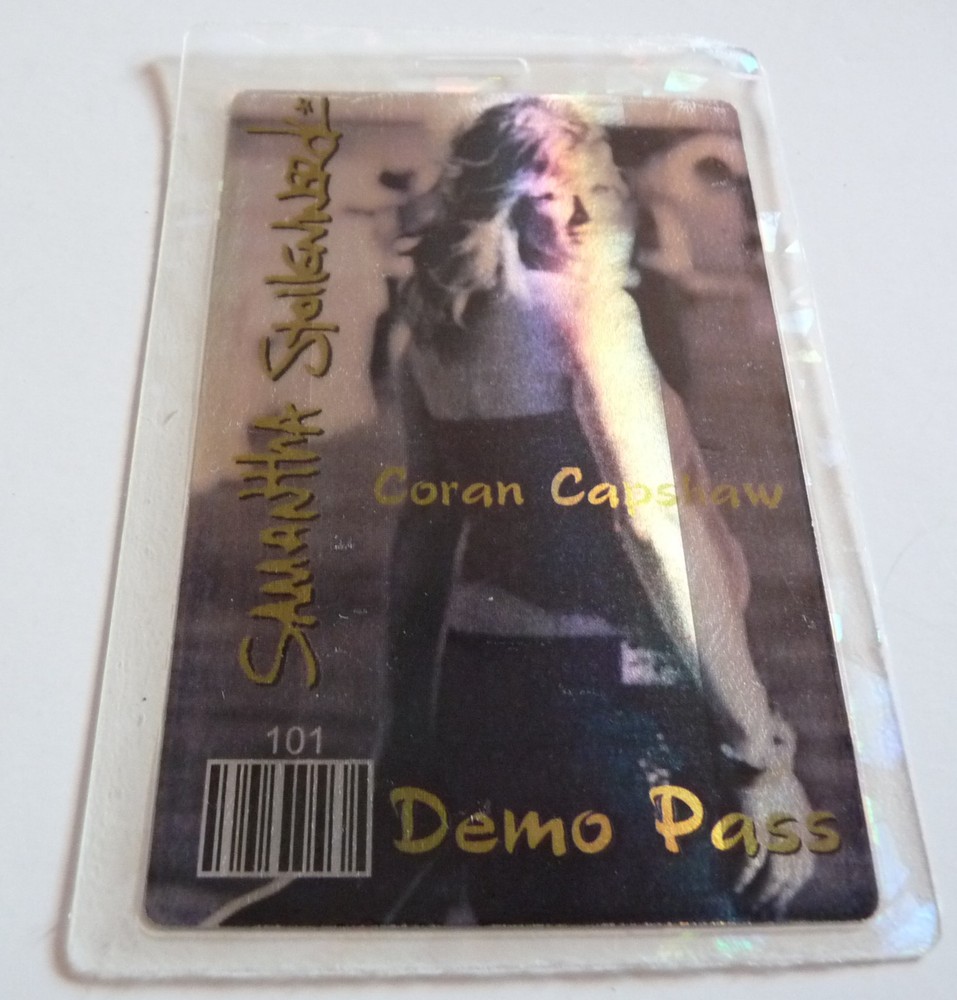 Samantha Stollenwerck
Coran Capshaw
101
Demo Pass